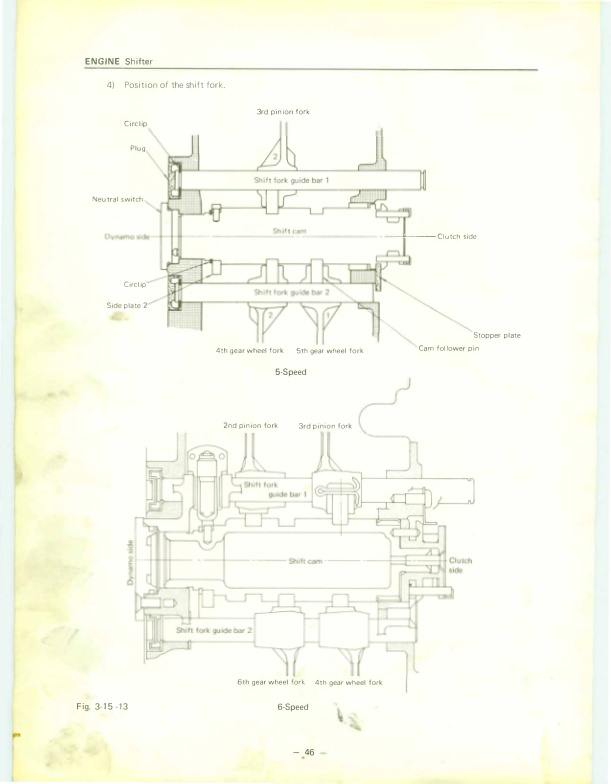 ENGINE Shifter
4) Position of the shift fork.
3rd pinion fork
Circlip
Plug
2
Shift fork guide bar 1
Neutral switch
Dynamo side
Shift cam
Clutch side
Circlip
Shift fork guide bar 2
Side plate 2
2
1
Stopper plate
4th gear wheel fork 5th gear wheel fork
Cam follower pin
5-Speed
2nd pinion fork 3rd pinion fork
Shift fork
guide bar 1
Dynamo side
Shift cam
Clutch
side
Shift fork guide bar 2
6th gear wheel fork 4th gear wheel fork
Fig. 3-15-13
6-Speed
— 46 —